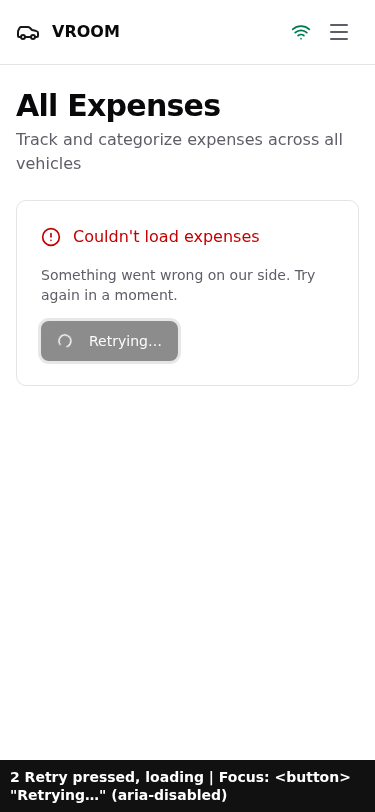 VROOM
All Expenses
Track and categorize expenses across all
vehicles
Couldn't load expenses
Something went wrong on our side. Try
again in a moment.
Retrying...
2 Retry pressed, loading | Focus: <button>
"Retrying..." (aria-disabled)